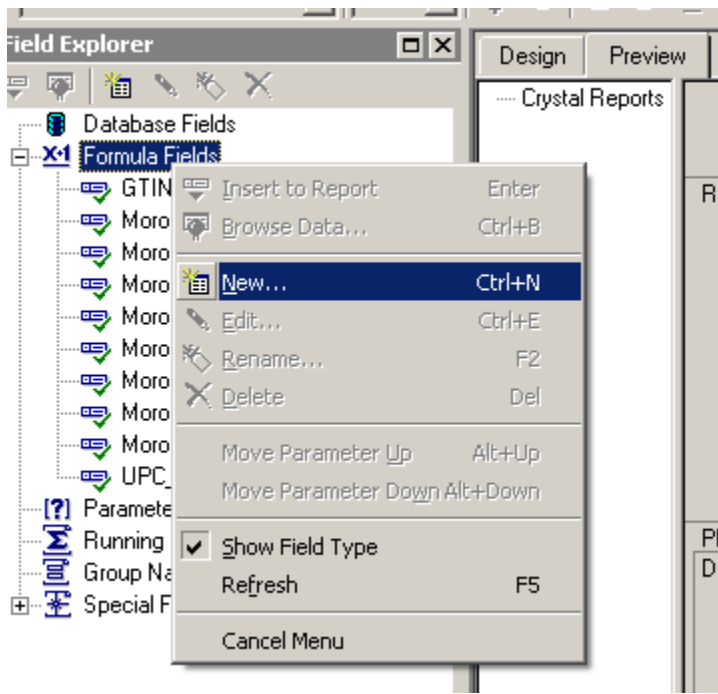 Field Explorer
Design Preview
Crystal Reports
Database Fields
Formula Fields
GTIN
Moro
Moro
Moro
Moro
Moro
Moro
Moro
Moro
UPC_
Paramete
Running
Group Na
Special F
Insert to Report Enter
Browse Data... Ctrl+B
New... Ctrl+N
Edit... Ctrl+E
Rename... F2
Delete Del
Move Parameter Up Alt+Up
Move Parameter Down Alt+Down
Show Field Type
Refresh F5
Cancel Menu
R
P
D